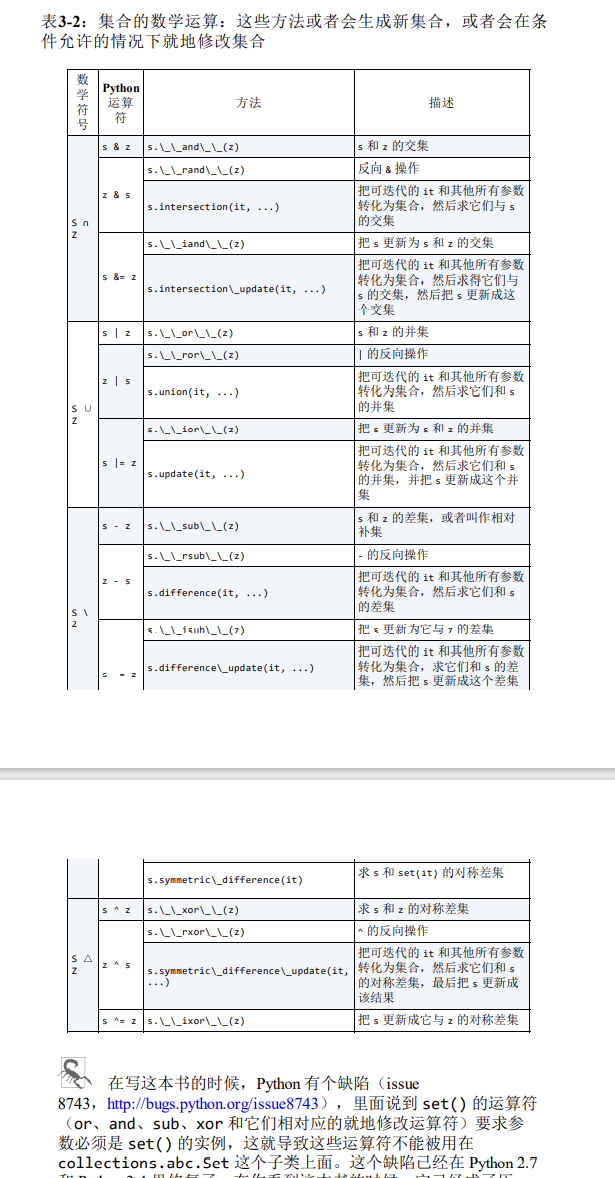 表3-2：集合的数学运算：这些方法或者会生成新集合，或者会在条
件允许的情况下就地修改集合
数学符号 Python运算符 方法 描述
s & z s.\_\_and\_\_(z) s 和 z 的交集
s.\_\_rand\_\_(z) 反向 & 操作
z & s s.intersection(it, ...) 把可迭代的 it 和其他所有参数
转化为集合，然后求它们与 s
的交集
S ∩
Z
s.\_\_iand\_\_(z) 把 s 更新为 s 和 z 的交集
s &= z s.intersection\_update(it, ...) 把可迭代的 it 和其他所有参数
转化为集合，然后求得它们与
s 的交集，然后把 s 更新成这
个交集
s | z s.\_\_or\_\_(z) s 和 z 的并集
s.\_\_ror\_\_(z) | 的反向操作
z | s s.union(it, ...) 把可迭代的 it 和其他所有参数
转化为集合，然后求它们和 s
的并集
S ∪
Z
s.\_\_ior\_\_(z) 把 s 更新为 s 和 z 的并集
s |= z s.update(it, ...) 把可迭代的 it 和其他所有参数
转化为集合，然后求它们和 s
的并集，并把 s 更新成这个并
集
s - z s.\_\_sub\_\_(z) s 和 z 的差集，或者叫作相对
补集
s.\_\_rsub\_\_(z) - 的反向操作
z - s s.difference(it, ...) 把可迭代的 it 和其他所有参数
转化为集合，然后求它们和 s
的差集
S \
Z
s.\_\_isub\_\_(z) 把 s 更新为它与 z 的差集
s -= z s.difference\_update(it, ...) 把可迭代的 it 和其他所有参数
转化为集合，求它们和 s 的差
集，然后把 s 更新成这个差集
s.symmetric\_difference(it) 求 s 和 set(it) 的对称差集
s ^ z s.\_\_xor\_\_(z) 求 s 和 z 的对称差集
s.\_\_rxor\_\_(z) ^ 的反向操作
S △
Z
z ^ s s.symmetric\_difference\_update(it,
...) 把可迭代的 it 和其他所有参数
转化为集合，然后求它们和 s
的对称差集，最后把 s 更新成
该结果
s ^= z s.\_\_ixor\_\_(z) 把 s 更新成它与 z 的对称差集
在写这本书的时候，Python 有个缺陷（issue
8743，http://bugs.python.org/issue8743），里面说到 set() 的运算符
（or、and、sub、xor 和它们相对应的就地修改运算符）要求参
数必须是 set() 的实例，这就导致这些运算符不能被用在
collections.abc.Set 这个子类上面。这个缺陷已经在 Python 2.7